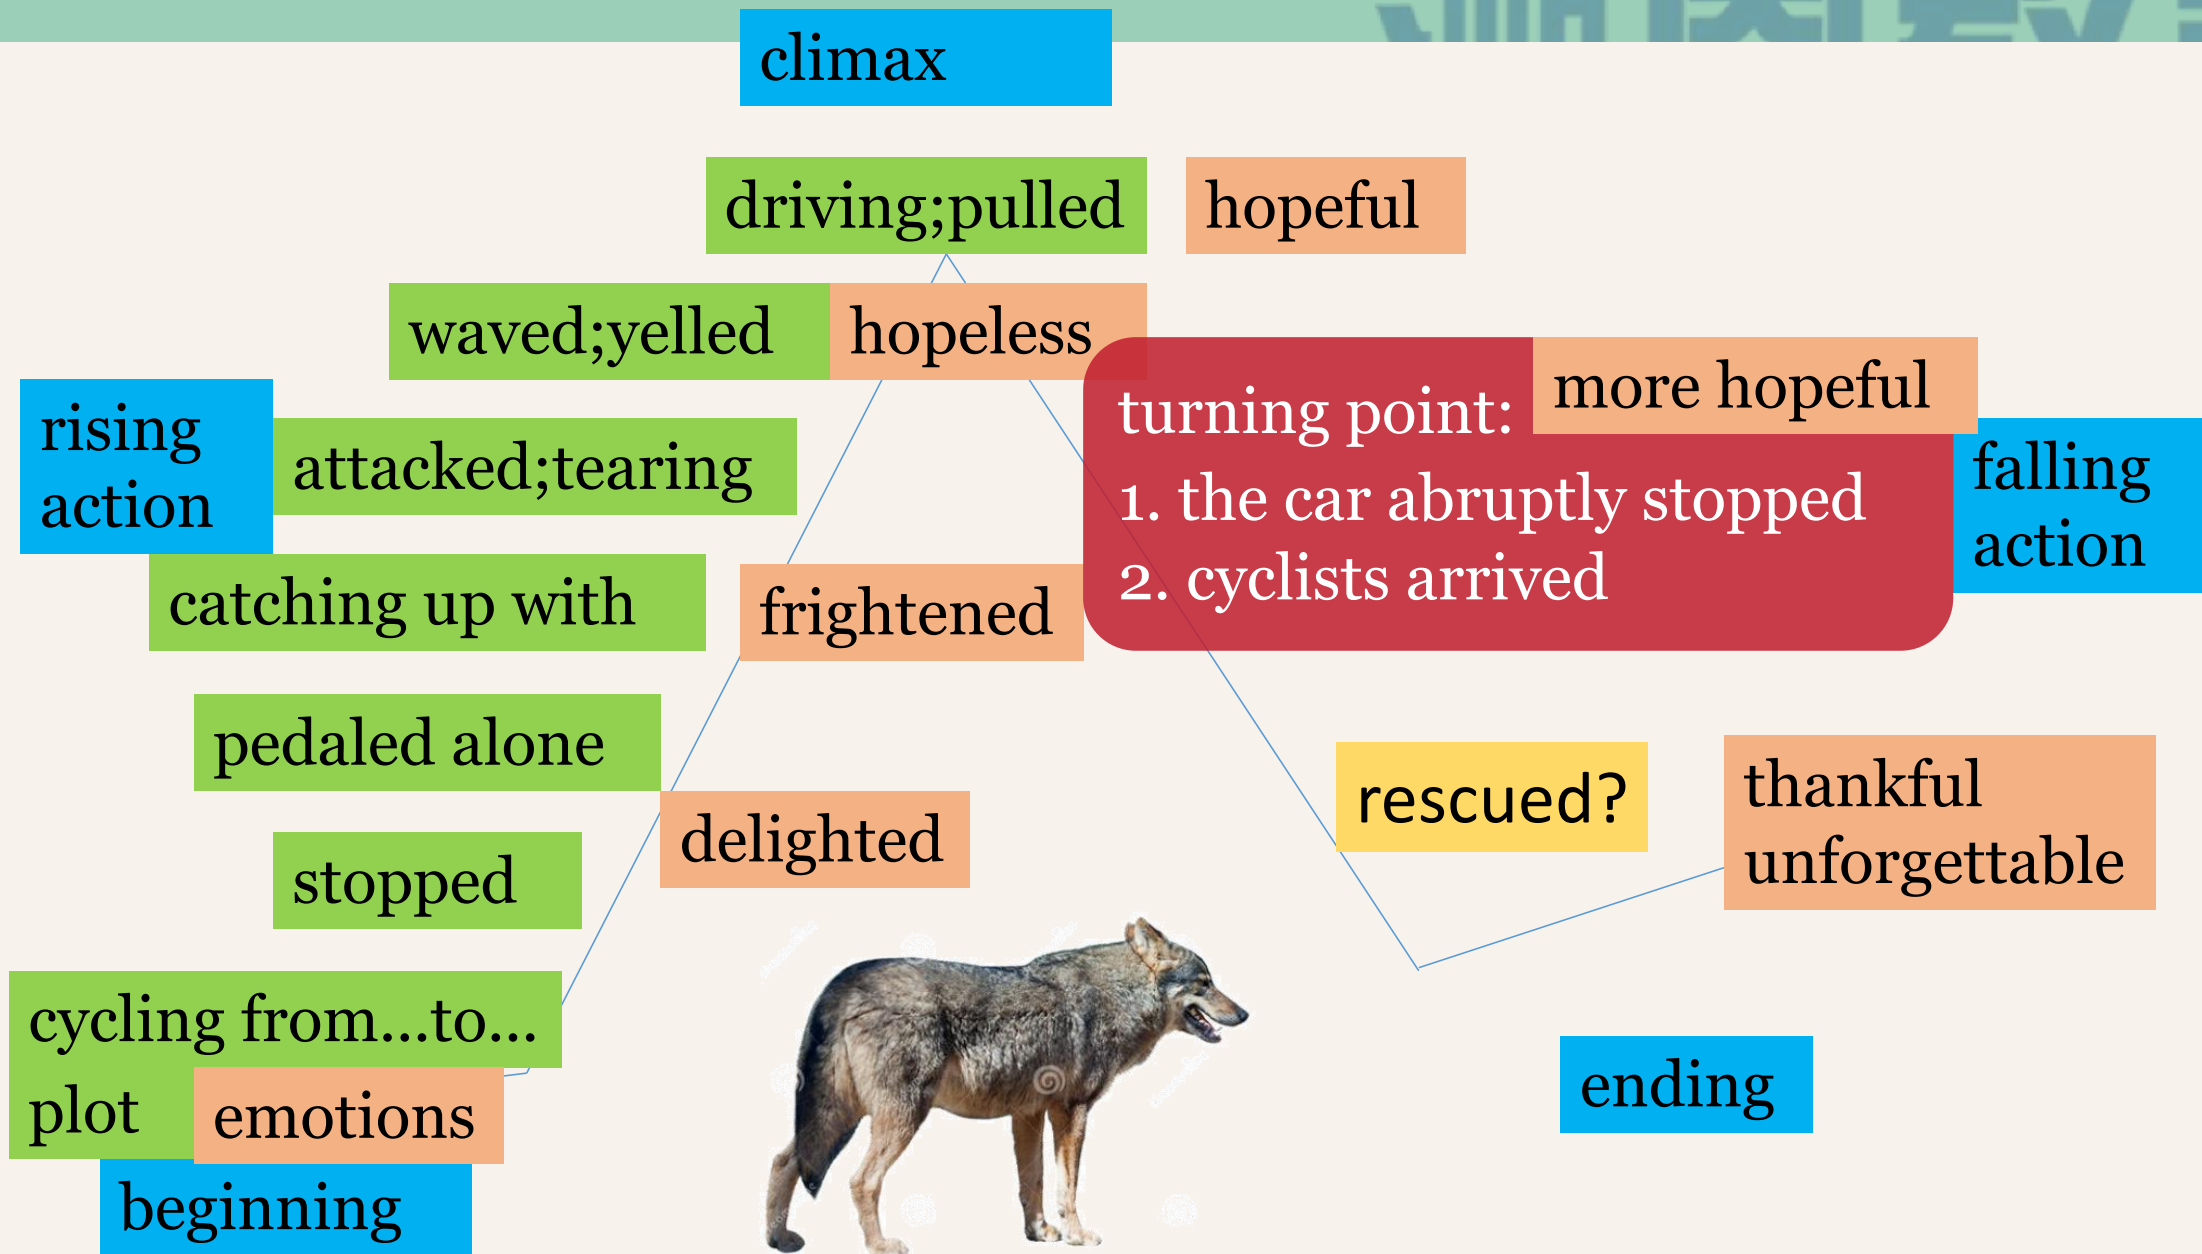 climax
driving;pulled
hopeful
waved;yelled
hopeless
turning point:
more hopeful
1. the car abruptly stopped
2. cyclists arrived
rising
action
attacked;tearing
falling
action
catching up with
frightened
pedaled alone
delighted
stopped
rescued?
thankful
unforgettable
cycling from...to...
plot
emotions
beginning
ending